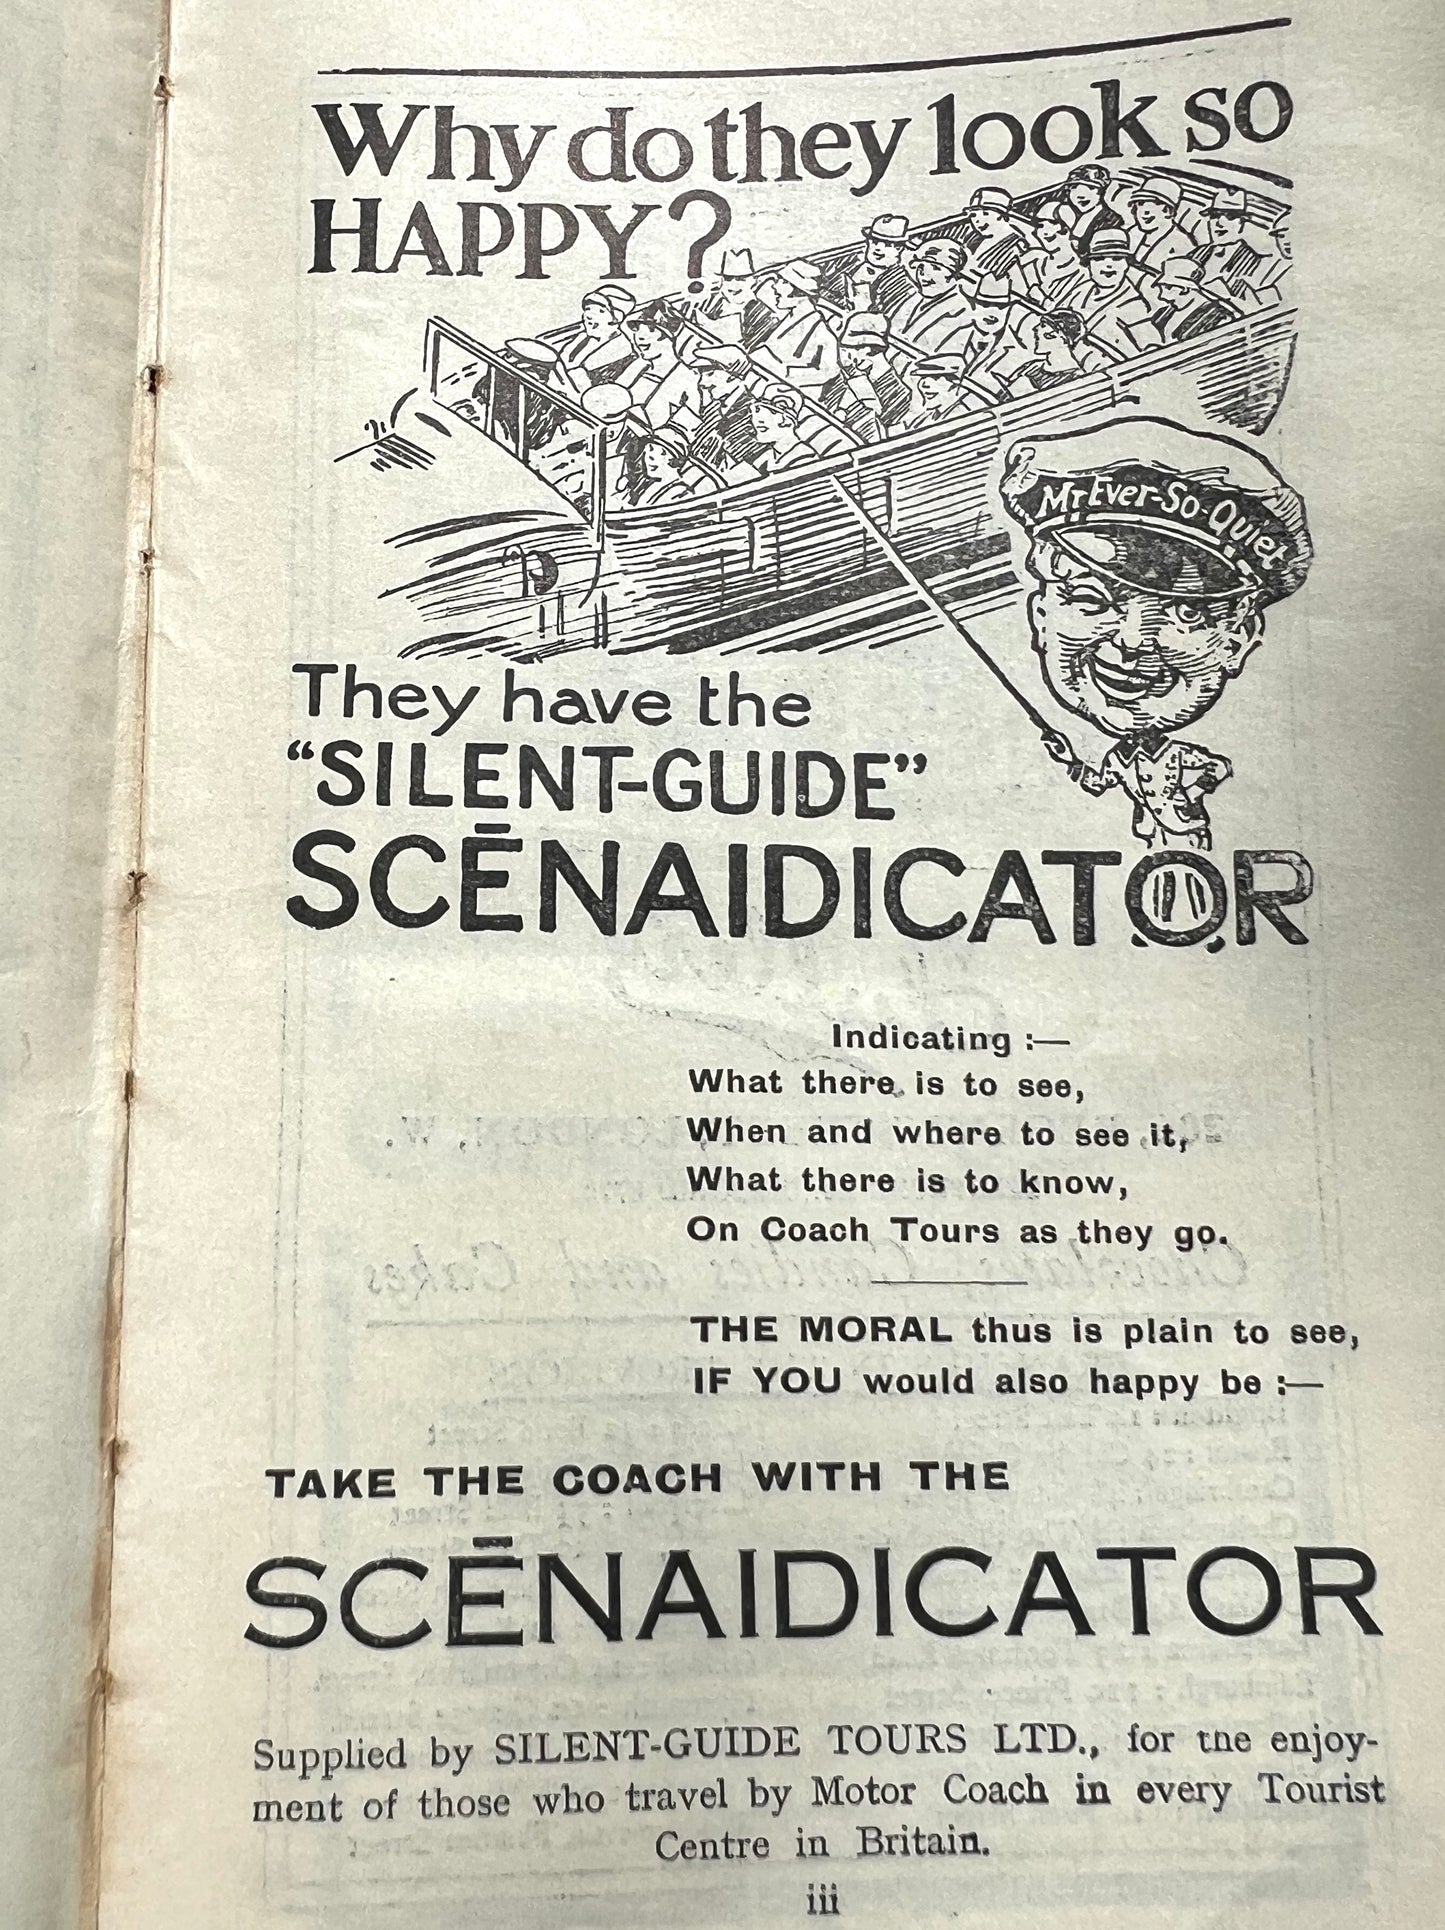 Why do they look so
HAPPY?
Mr Ever-So-Quiet
They have the
“SILENT-GUIDE”
SCĒNAIDICATOR
Indicating :—
What there is to see,
When and where to see it,
What there is to know,
On Coach Tours as they go.
THE MORAL thus is plain to see,
IF YOU would also happy be :—
TAKE THE COACH WITH THE
SCĒNAIDICATOR
Supplied by SILENT-GUIDE TOURS LTD., for the enjoy-
ment of those who travel by Motor Coach in every Tourist
Centre in Britain.
iii